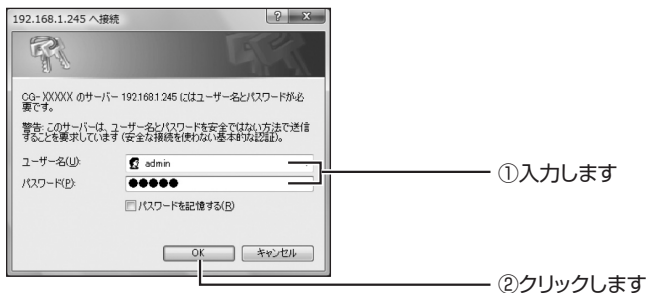 192.168.1.245 へ接続
CG-XXXXX のサーバー 192.168.1.245 にはユーザー名とパスワードが必
要です。
警告: このサーバーは、ユーザー名とパスワードを安全ではない方法で送信
することを要求しています (安全な接続を使わない基本的な認証)。
ユーザー名(U):
admin
パスワード(P):
●●●●●
①入力します
パスワードを記憶する(R)
OK
キャンセル
②クリックします